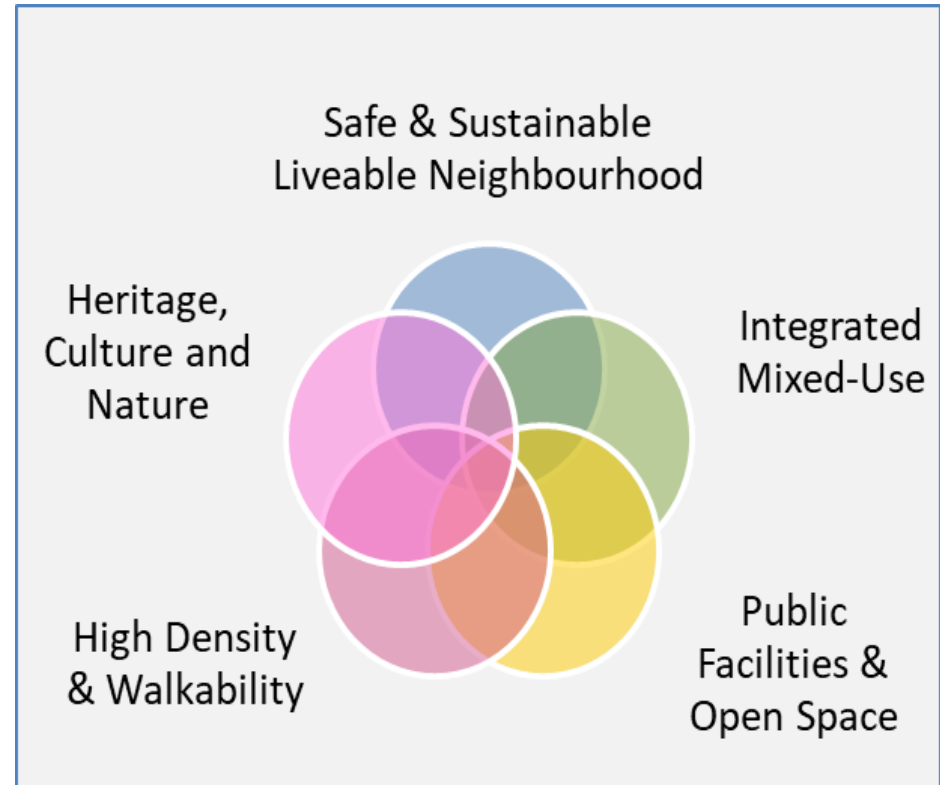 Safe & Sustainable
Liveable Neighbourhood
Heritage,
Culture and
Nature
Integrated
Mixed-Use
High Density
& Walkability
Public
Facilities &
Open Space